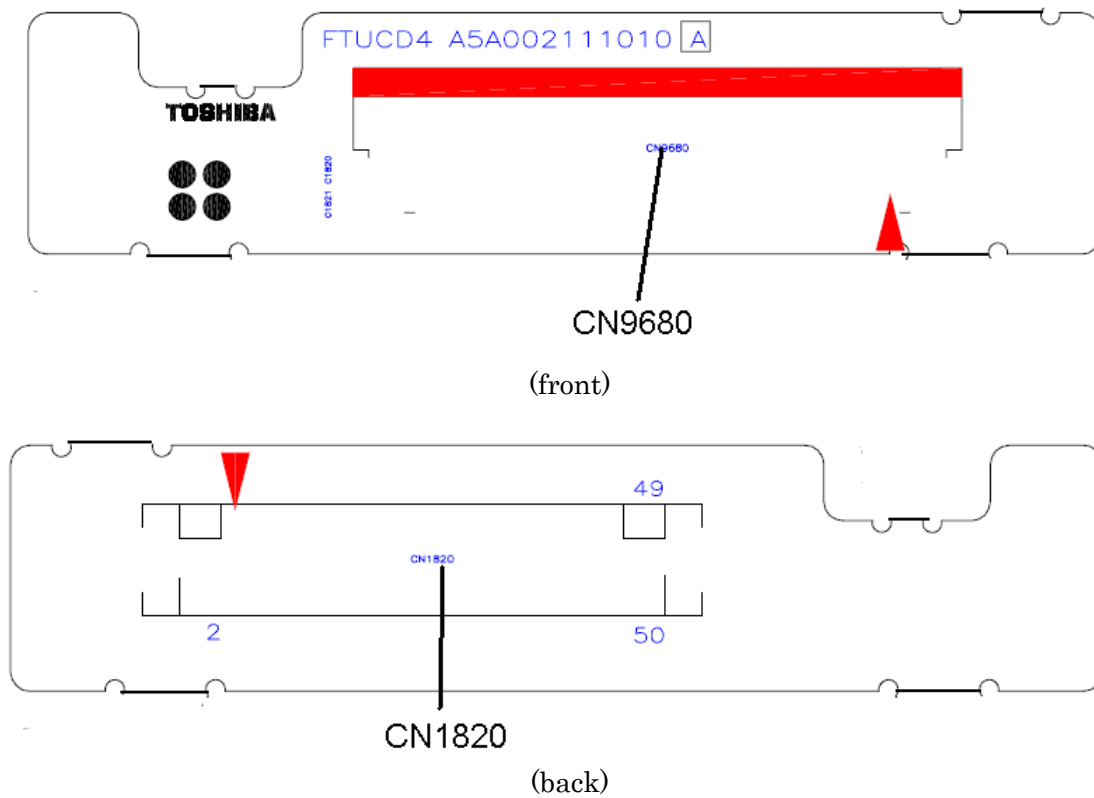 FTUCD4 A5A002111010 A
TOSHIBA
CN9680
C1821 C1820
CN9680
(front)
49
CN1820
2 50
CN1820
(back)